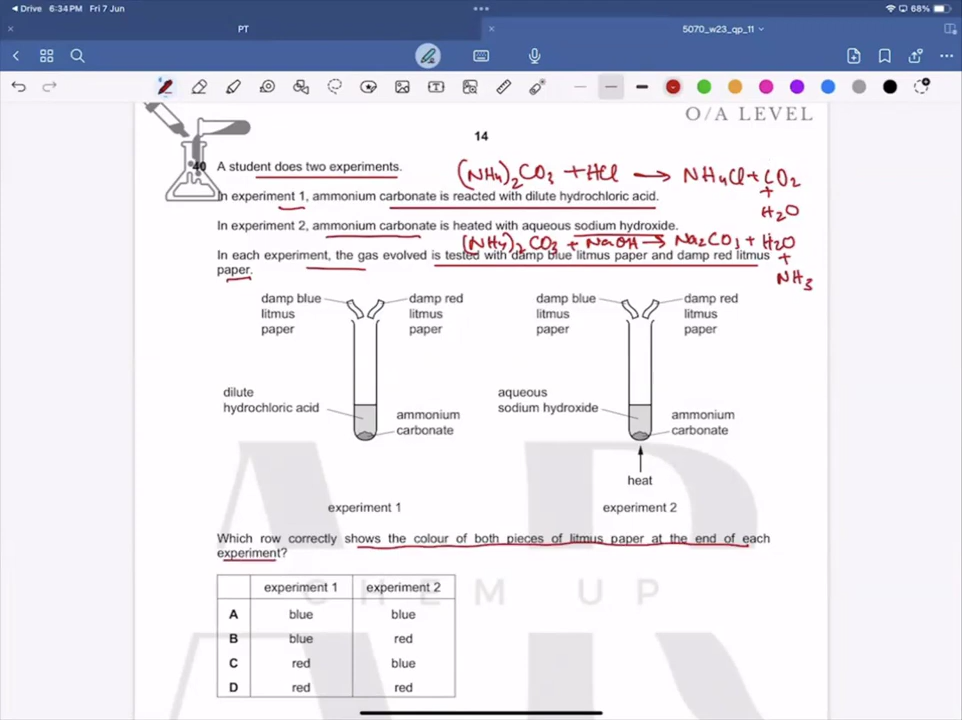 Drive 6:34 PM Fri 7 Jun 68%
PT 5070_w23_qp_11
O/A LEVEL
14
40 A student does two experiments. (NH4)2CO3 + HCl → NH4Cl + CO2
+
In experiment 1, ammonium carbonate is reacted with dilute hydrochloric acid.
H2O
In experiment 2, ammonium carbonate is heated with aqueous sodium hydroxide.
(NH4)2CO3 + NaOH → Na2CO3 + H2O
In each experiment, the gas evolved is tested with damp blue litmus paper and damp red litmus
+
paper.
NH3
damp blue damp red damp blue damp red
litmus litmus litmus litmus
paper paper paper paper
dilute aqueous
hydrochloric acid sodium hydroxide
ammonium ammonium
carbonate carbonate
heat
experiment 1 experiment 2
Which row correctly shows the colour of both pieces of litmus paper at the end of each
experiment?
experiment 1 experiment 2
CHEM UP
A blue blue
B blue red
C red blue
D red red
AR